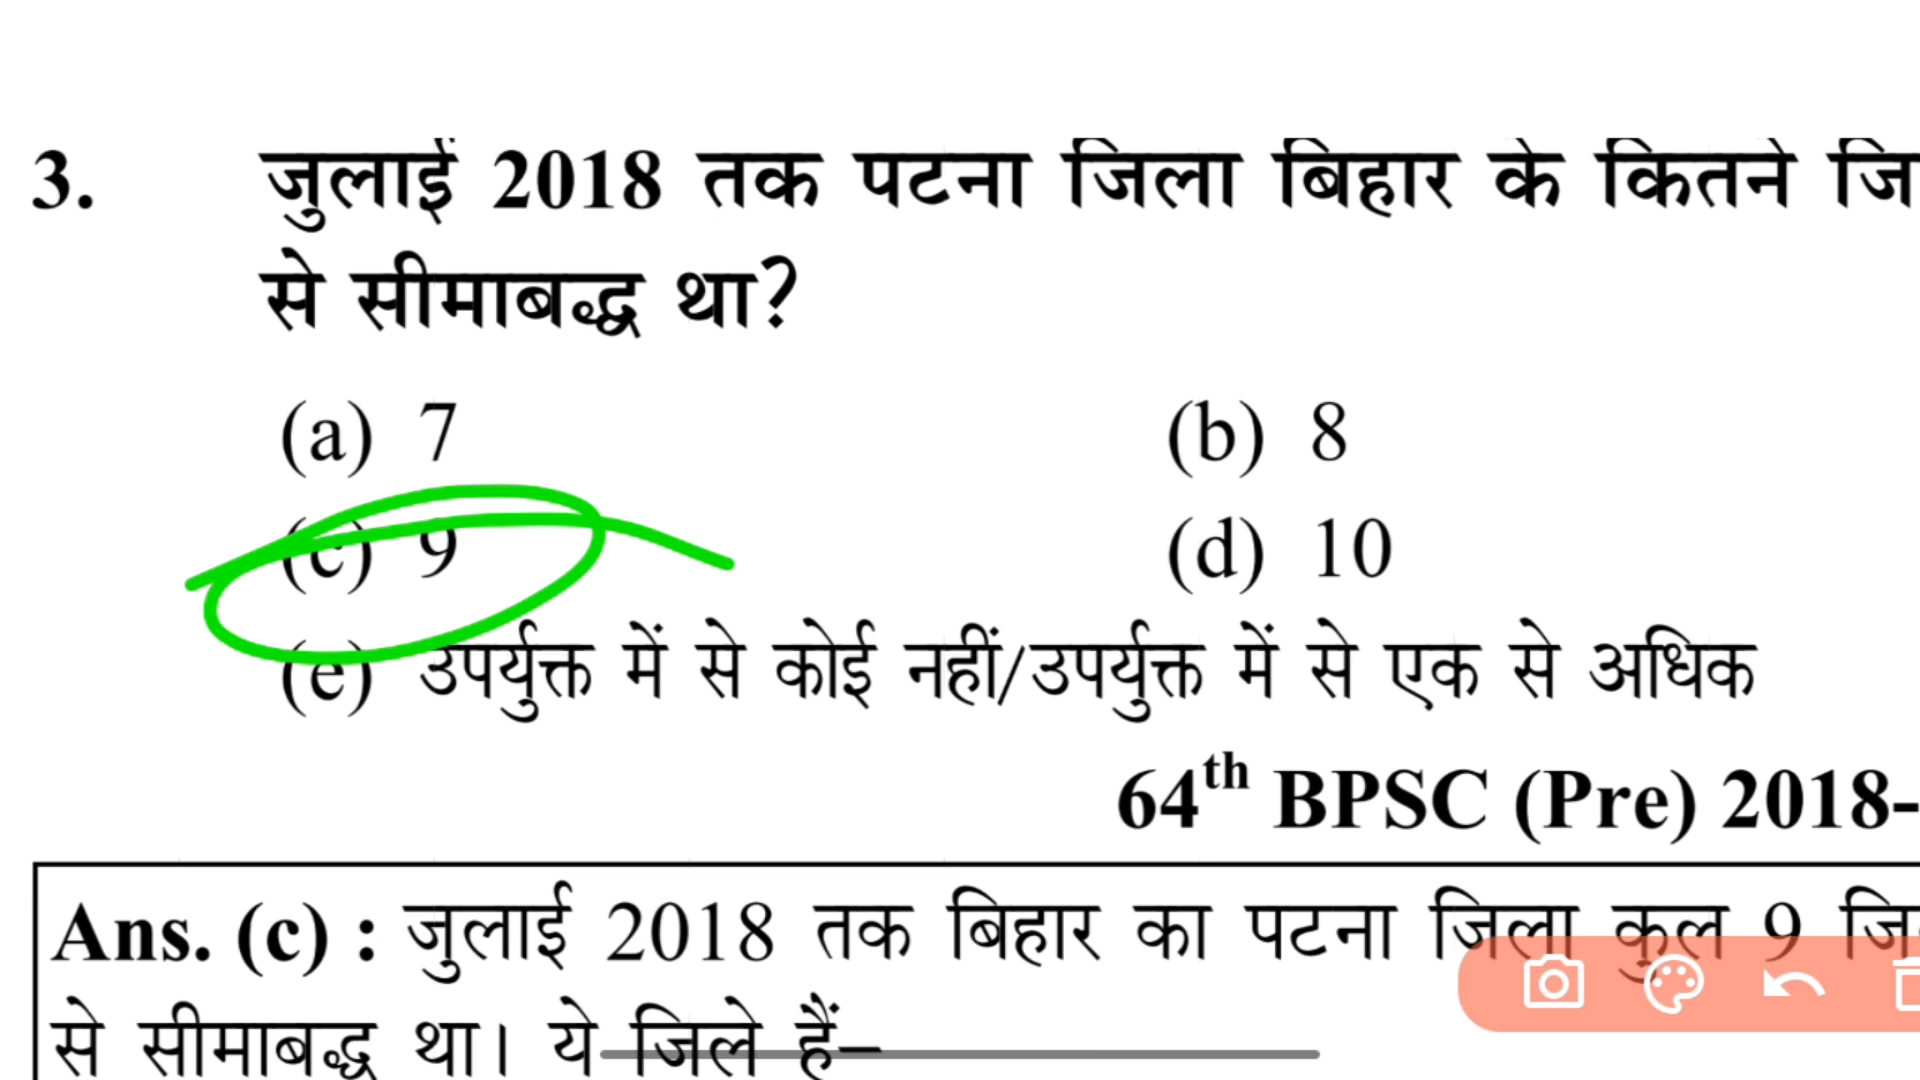 3. जुलाई 2018 तक पटना जिला बिहार के कितने जि
से सीमाबद्ध था?
(a) 7 (b) 8
(c) 9 (d) 10
(e) उपर्युक्त में से कोई नहीं/उपर्युक्त में से एक से अधिक
64th BPSC (Pre) 2018-
Ans. (c) : जुलाई 2018 तक बिहार का पटना जिला कुल 9 जि
से सीमाबद्ध था। ये जिले हैं–